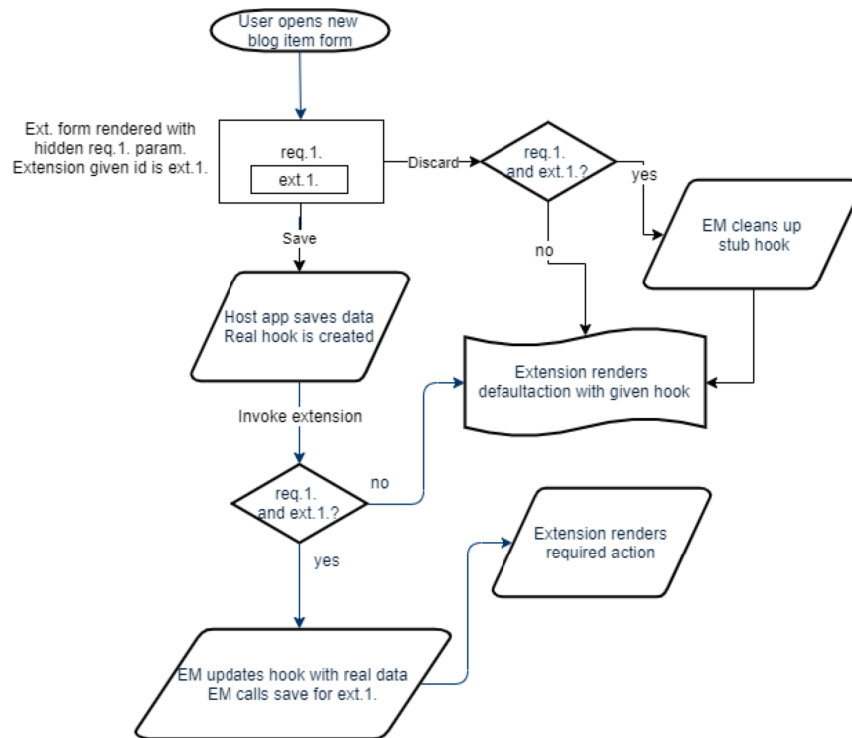 User opens new
blog item form
Ext. form rendered with
hidden req.1. param.
Extension given id is ext.1.
req.1.
ext.1.
Discard
req.1.
and ext.1.?
yes
EM cleans up
stub hook
no
Save
Host app saves data
Real hook is created
Extension renders
defaultaction with given hook
Invoke extension
req.1.
and ext.1.?
no
yes
Extension renders
required action
EM updates hook with real data
EM calls save for ext.1.